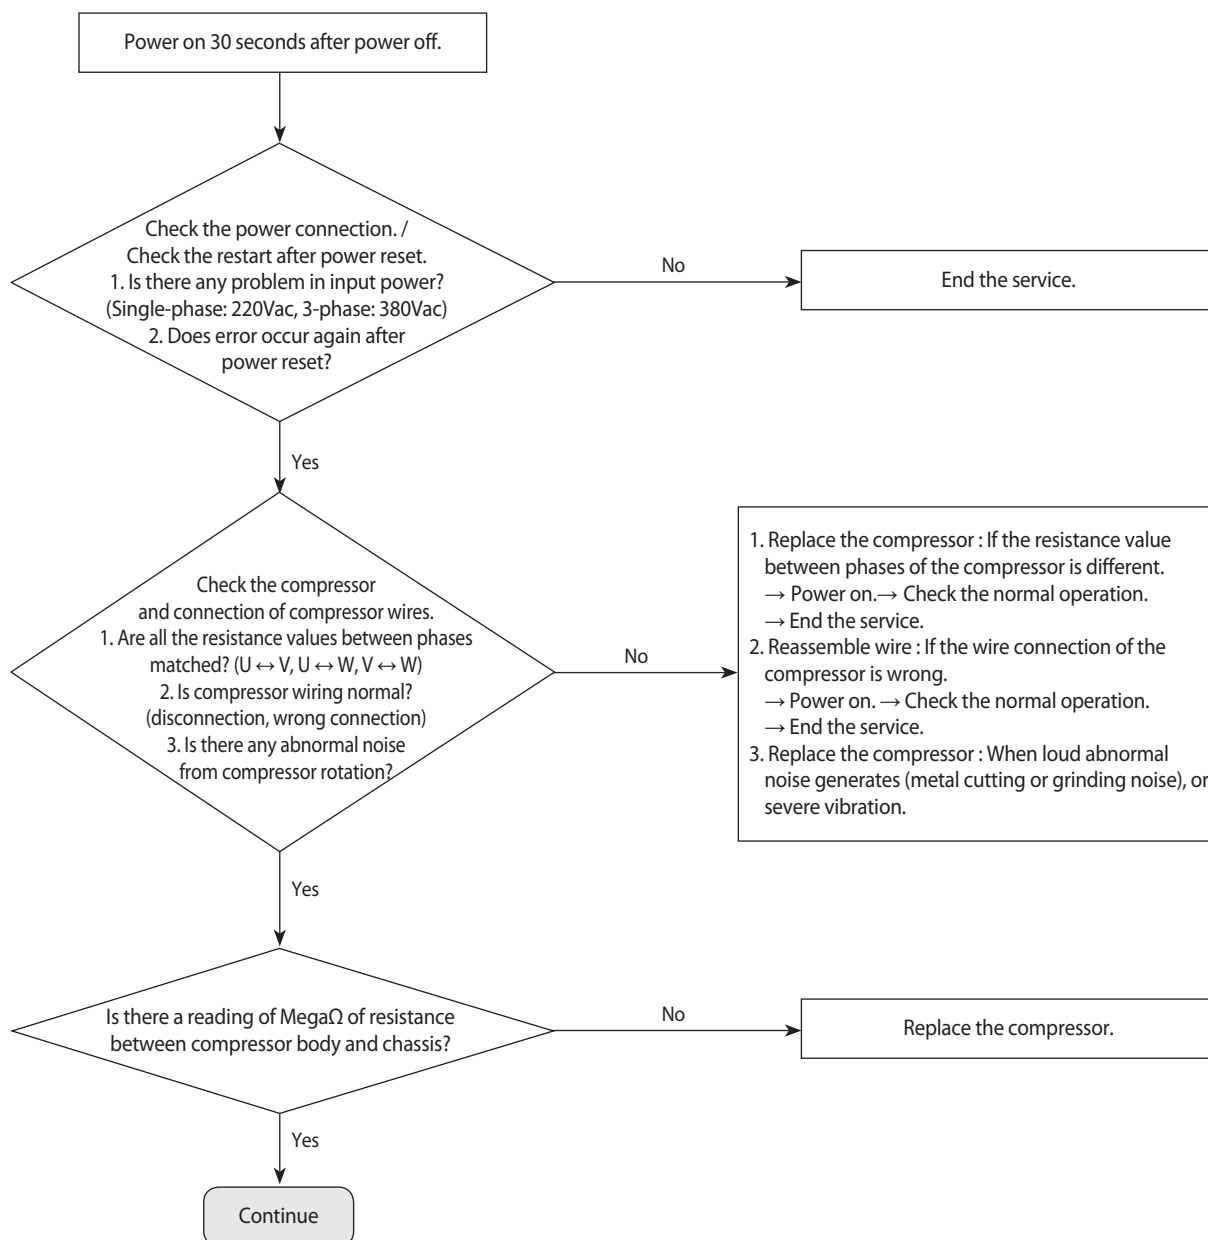 Power on 30 seconds after power off.
Check the power connection. /
Check the restart after power reset.
1. Is there any problem in input power?
(Single-phase: 220Vac, 3-phase: 380Vac)
2. Does error occur again after
power reset?
No
End the service.
Yes
Check the compressor
and connection of compressor wires.
1. Are all the resistance values between phases
matched? (U ↔ V, U ↔ W, V ↔ W)
2. Is compressor wiring normal?
(disconnection, wrong connection)
3. Is there any abnormal noise
from compressor rotation?
No
1. Replace the compressor : If the resistance value
between phases of the compressor is different.
→ Power on.→ Check the normal operation.
→ End the service.
2. Reassemble wire : If the wire connection of the
compressor is wrong.
→ Power on. → Check the normal operation.
→ End the service.
3. Replace the compressor : When loud abnormal
noise generates (metal cutting or grinding noise), or
severe vibration.
Yes
Is there a reading of MegaΩ of resistance
between compressor body and chassis?
No
Replace the compressor.
Yes
Continue